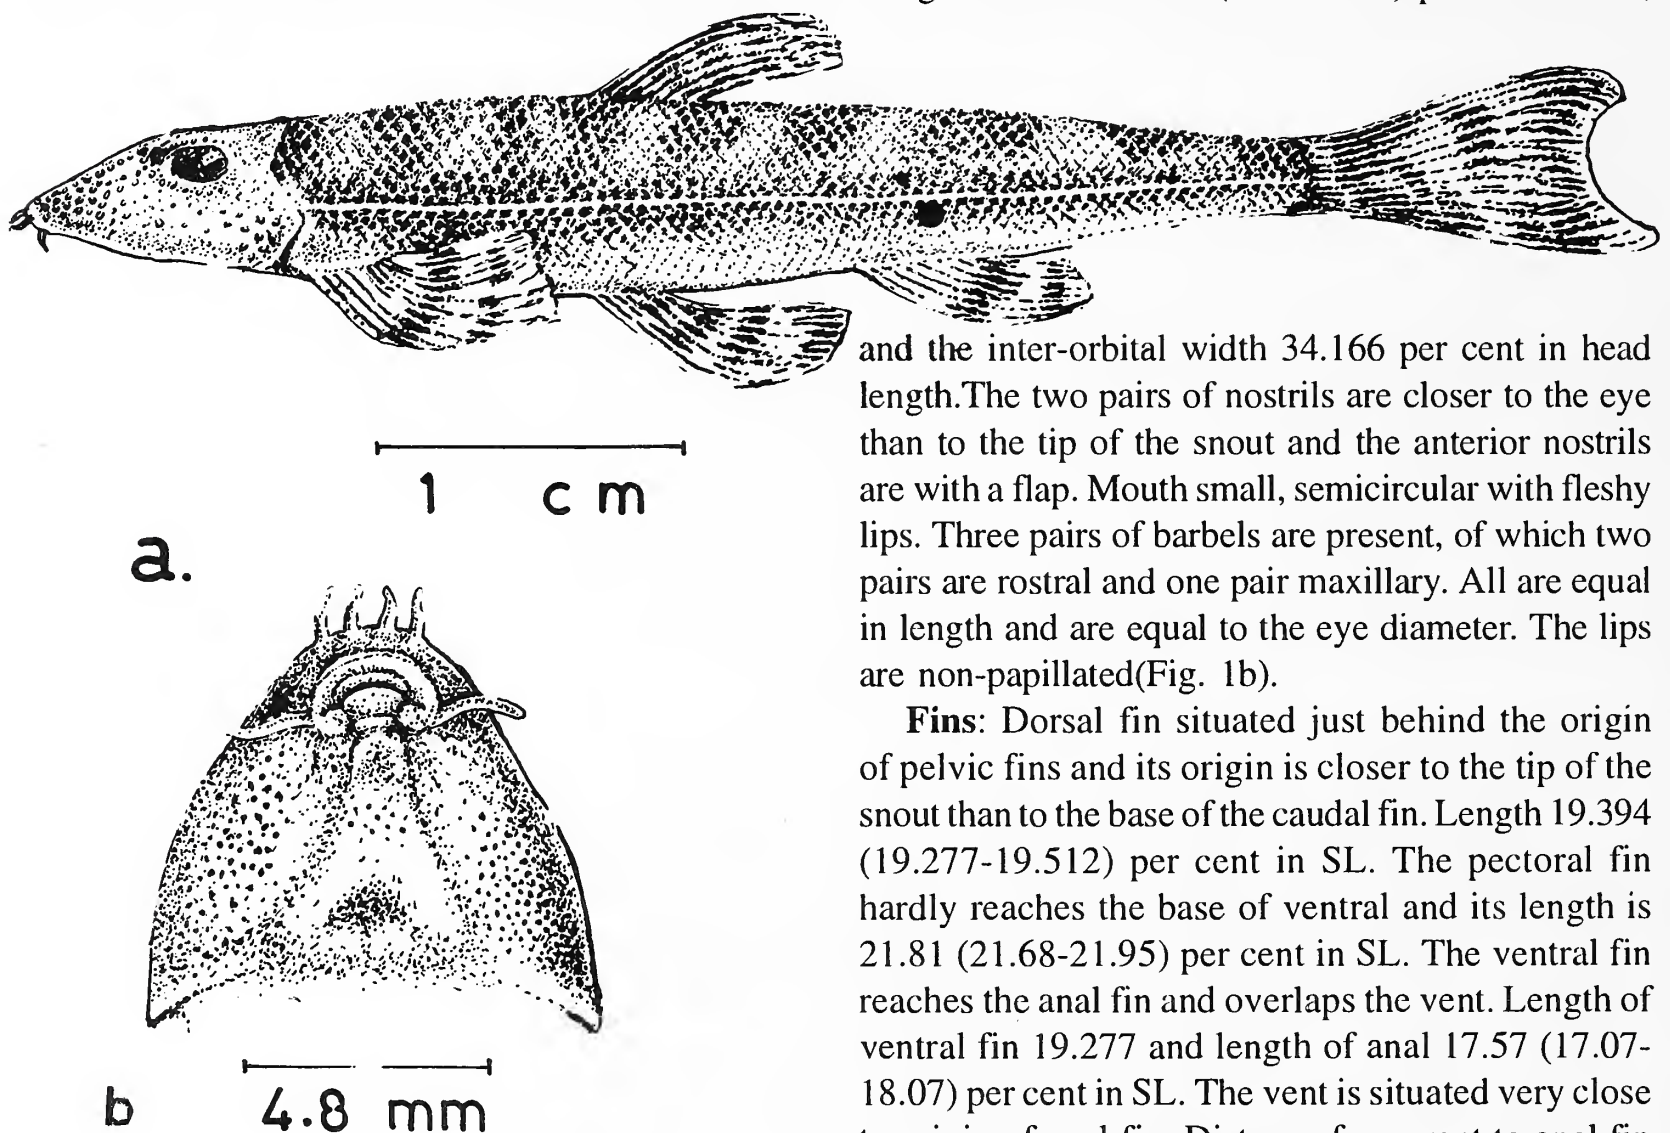 1 cm
a.
b
4.8 mm
and the inter-orbital width 34.166 per cent in head
length.The two pairs of nostrils are closer to the eye
than to the tip of the snout and the anterior nostrils
are with a flap. Mouth small, semicircular with fleshy
lips. Three pairs of barbels are present, of which two
pairs are rostral and one pair maxillary. All are equal
in length and are equal to the eye diameter. The lips
are non-papillated(Fig. 1b).
Fins: Dorsal fin situated just behind the origin
of pelvic fins and its origin is closer to the tip of the
snout than to the base of the caudal fin. Length 19.394
(19.277-19.512) per cent in SL. The pectoral fin
hardly reaches the base of ventral and its length is
21.81 (21.68-21.95) per cent in SL. The ventral fin
reaches the anal fin and overlaps the vent. Length of
ventral fin 19.277 and length of anal 17.57 (17.07-
18.07) per cent in SL. The vent is situated very close